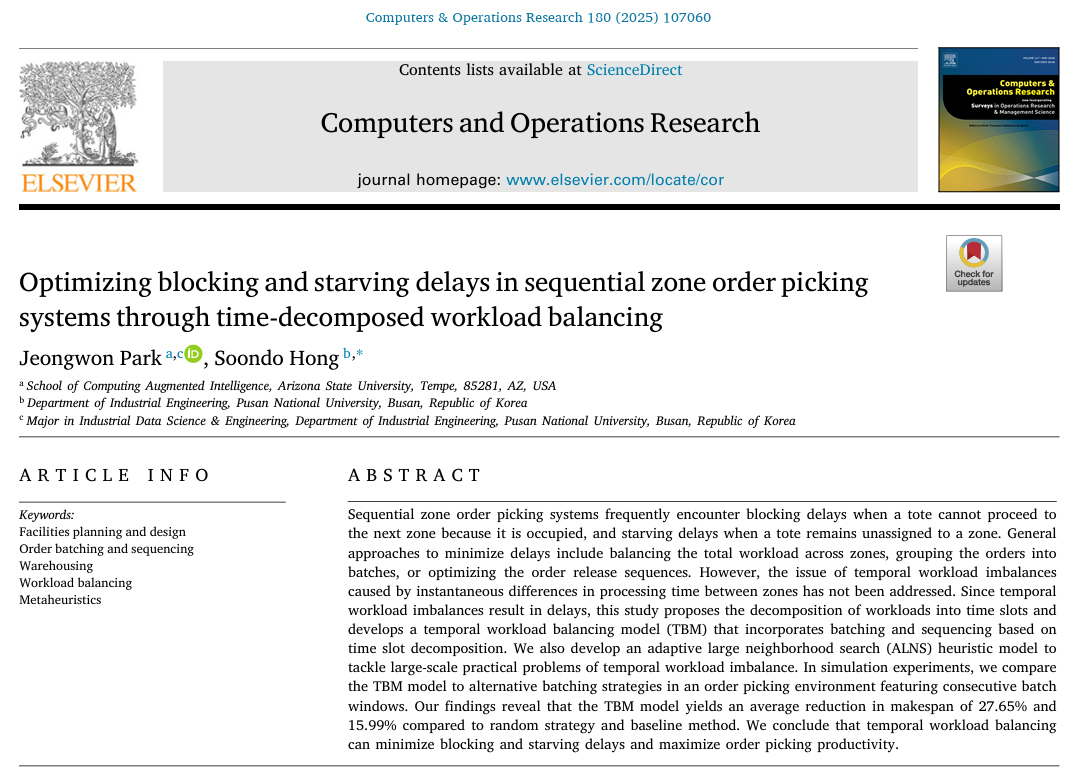 Computers & Operations Research 180 (2025) 107060
Contents lists available at ScienceDirect
Computers and Operations Research
journal homepage: www.elsevier.com/locate/cor
ELSEVIER
Computers &
Operations Research
Surveys in Operations Research
& Management Science
Check for
updates
Optimizing blocking and starving delays in sequential zone order picking
systems through time-decomposed workload balancing
Jeongwon Park a,c iD, Soondo Hong b,*
a School of Computing Augmented Intelligence, Arizona State University, Tempe, 85281, AZ, USA
b Department of Industrial Engineering, Pusan National University, Busan, Republic of Korea
c Major in Industrial Data Science & Engineering, Department of Industrial Engineering, Pusan National University, Busan, Republic of Korea
ARTICLE INFO
Keywords:
Facilities planning and design
Order batching and sequencing
Warehousing
Workload balancing
Metaheuristics
ABSTRACT
Sequential zone order picking systems frequently encounter blocking delays when a tote cannot proceed to
the next zone because it is occupied, and starving delays when a tote remains unassigned to a zone. General
approaches to minimize delays include balancing the total workload across zones, grouping the orders into
batches, or optimizing the order release sequences. However, the issue of temporal workload imbalances
caused by instantaneous differences in processing time between zones has not been addressed. Since temporal
workload imbalances result in delays, this study proposes the decomposition of workloads into time slots and
develops a temporal workload balancing model (TBM) that incorporates batching and sequencing based on
time slot decomposition. We also develop an adaptive large neighborhood search (ALNS) heuristic model to
tackle large-scale practical problems of temporal workload imbalance. In simulation experiments, we compare
the TBM model to alternative batching strategies in an order picking environment featuring consecutive batch
windows. Our findings reveal that the TBM model yields an average reduction in makespan of 27.65% and
15.99% compared to random strategy and baseline method. We conclude that temporal workload balancing
can minimize blocking and starving delays and maximize order picking productivity.